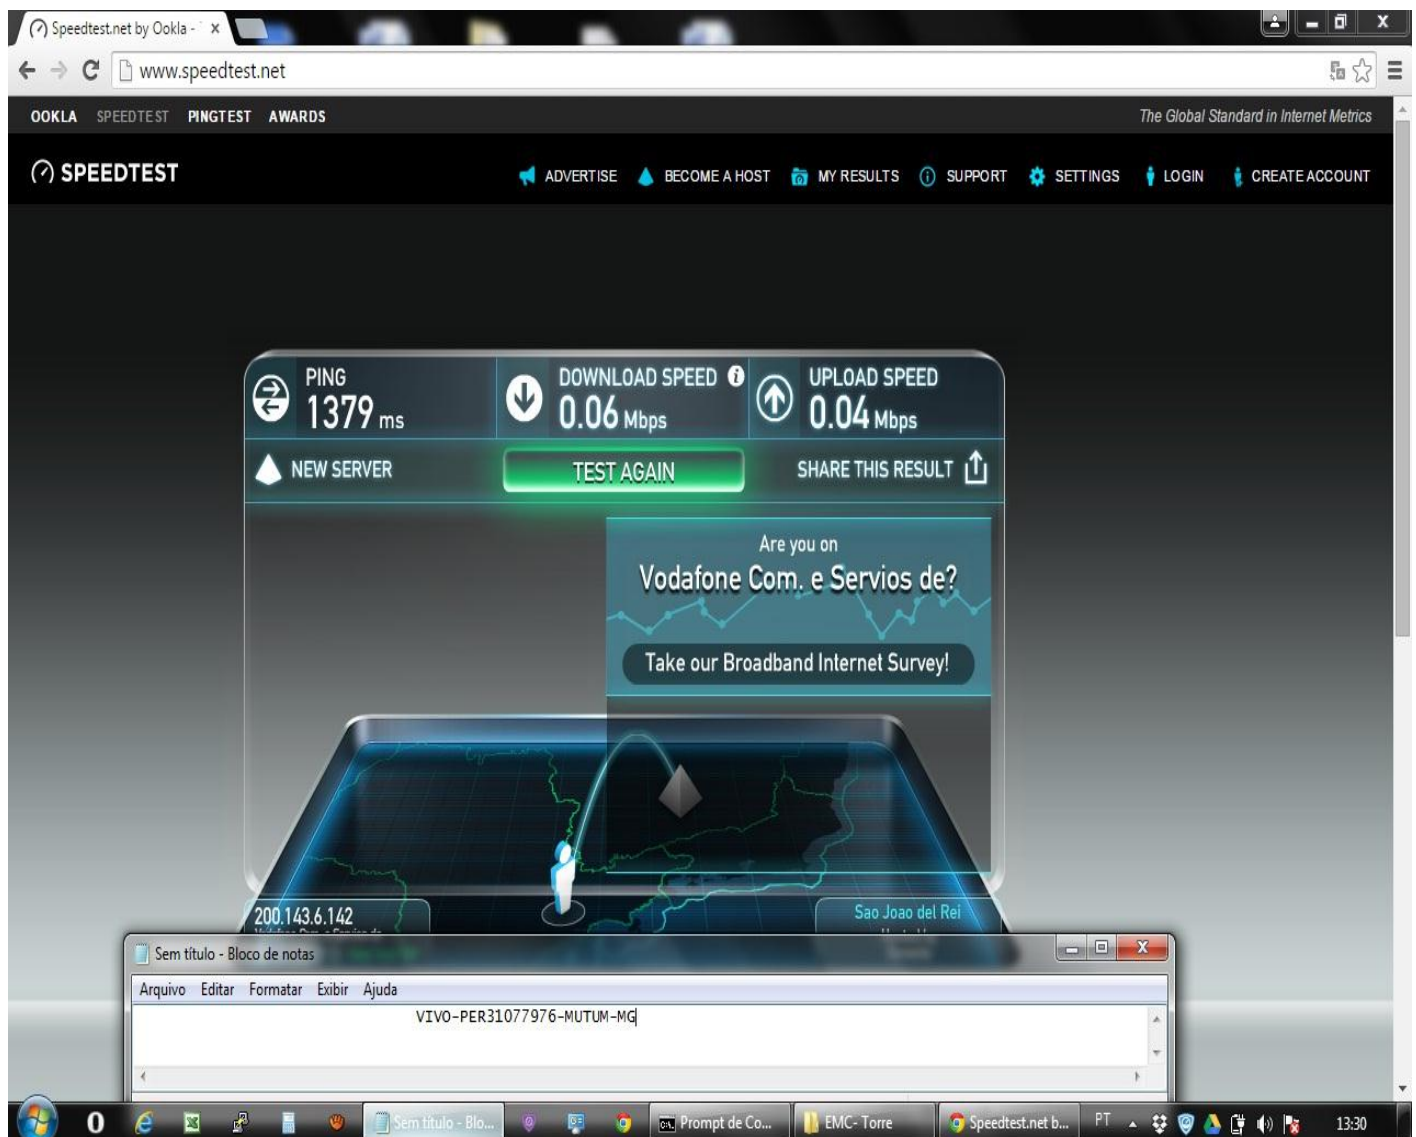 Speedtest.net by Ookla -
www.speedtest.net
OOKLA SPEEDTEST PINGTEST AWARDS
The Global Standard in Internet Metrics
SPEEDTEST
ADVERTISE BECOME A HOST MY RESULTS SUPPORT SETTINGS LOGIN CREATE ACCOUNT
PING DOWNLOAD SPEED UPLOAD SPEED
1379 ms 0.06 Mbps 0.04 Mbps
NEW SERVER TEST AGAIN SHARE THIS RESULT
Are you on
Vodafone Com. e Servios de?
Take our Broadband Internet Survey!
200.143.6.142
Sao Joao del Rei
Sem título - Bloco de notas
Arquivo Editar Formatar Exibir Ajuda
VIVO-PER31077976-MUTUM-MG
Sem título - Blo... Prompt de Co... EMC- Torre Speedtest.net b... PT 13:30